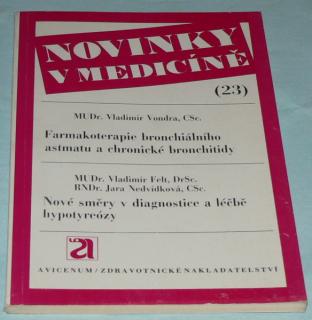 NOVINKY
V MEDICÍNĚ
(23)
MUDr. Vladimír Vondra, CSc.
Farmakoterapie bronchiálního
astmatu a chronické bronchitidy
MUDr. Vladimír Felt, DrSc.
RNDr. Jara Nedvídková, CSc.
Nové směry v diagnostice a léčbě
hypotyreózy
AVICENUM/ZDRAVOTNICKÉ NAKLADATELSTVÍ